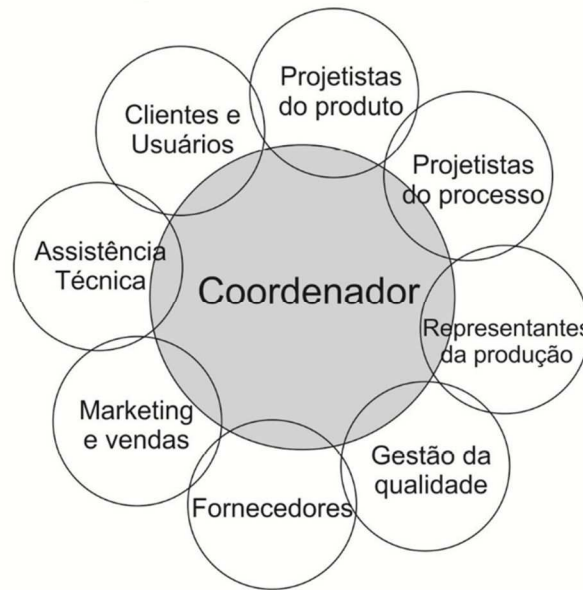 Projetistas
do produto
Clientes e
Usuários
Projetistas
do processo
Assistência
Técnica
Coordenador
Representantes
da produção
Marketing
e vendas
Gestão da
qualidade
Fornecedores